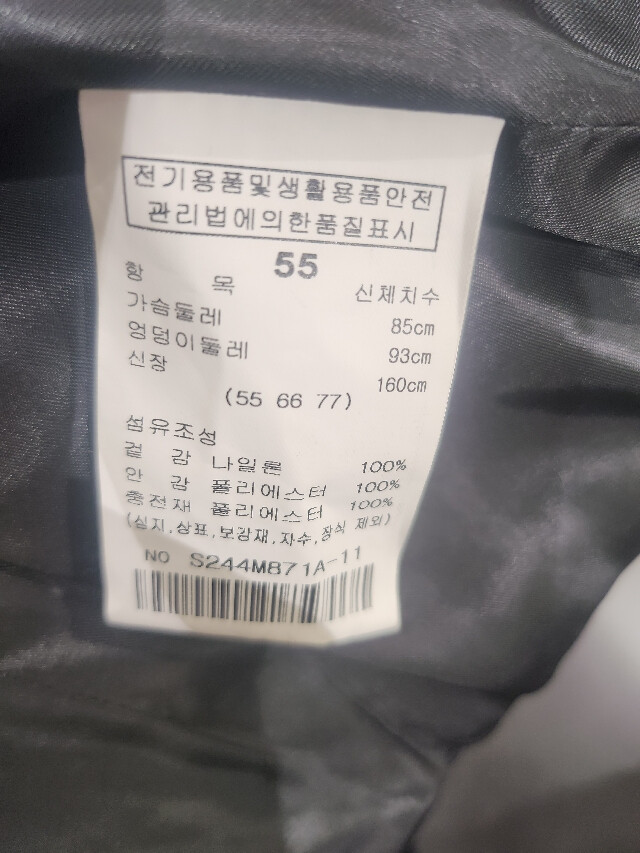 전기용품및생활용품안전
관리법에의한품질표시
55
항 목 신체치수
가슴둘레 85cm
엉덩이둘레 93cm
신장 160cm
(55 66 77)
섬유조성
겉 감 나일론 100%
안 감 폴리에스터 100%
충전재 폴리에스터 100%
(심지,상표,보강재,자수,장식 제외)
NO S244MB71A-11